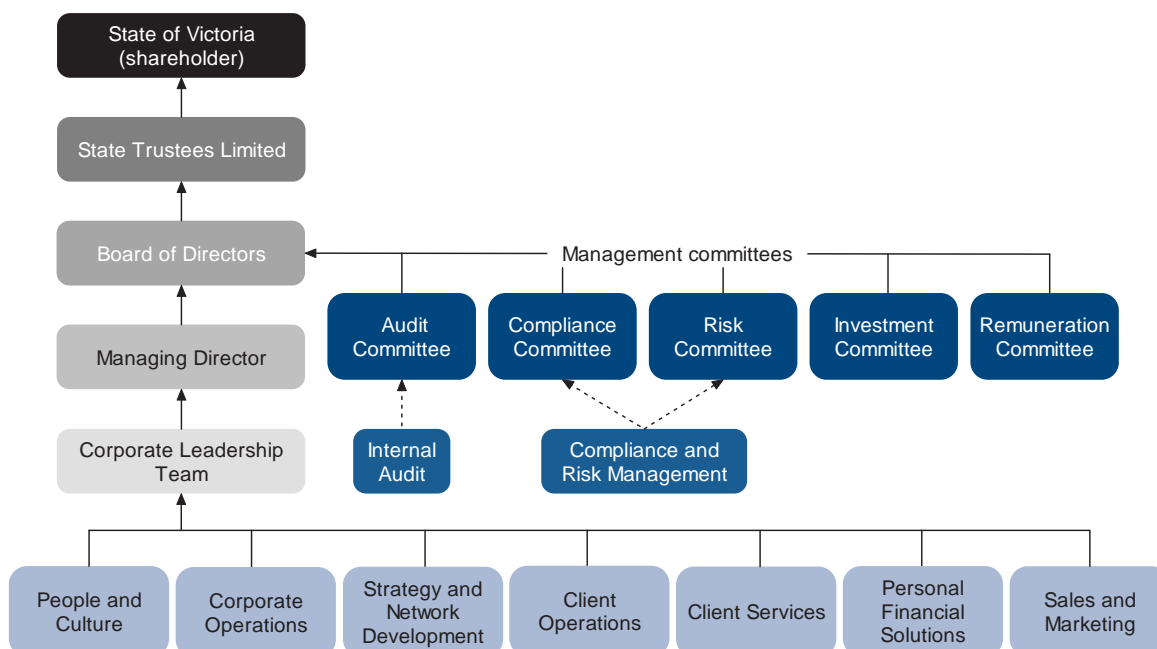 State of Victoria
(shareholder)
State Trustees Limited
Board of Directors
Management committees
Audit
Committee
Compliance
Committee
Risk
Committee
Investment
Committee
Remuneration
Committee
Managing Director
Corporate Leadership
Team
Internal
Audit
Compliance and
Risk Management
People and
Culture
Corporate
Operations
Strategy and
Network
Development
Client
Operations
Client Services
Personal
Financial
Solutions
Sales and
Marketing